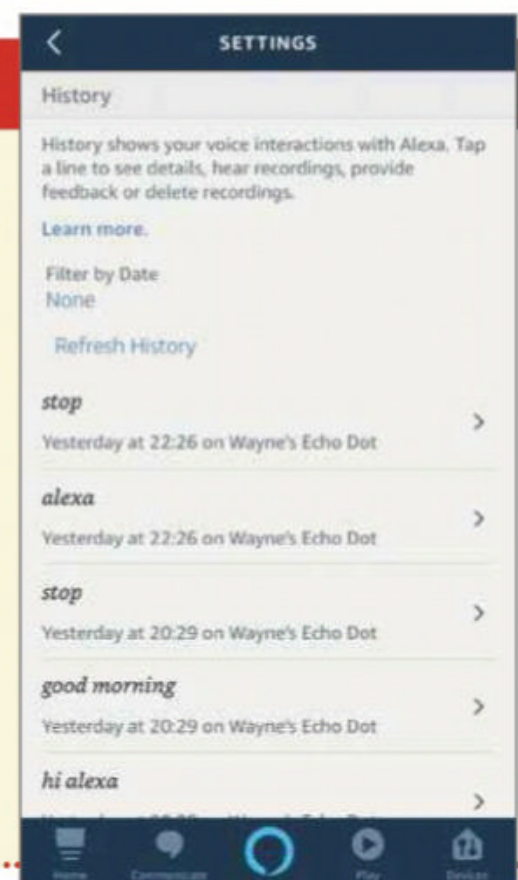 SETTINGS
History
History shows your voice interactions with Alexa. Tap
a line to see details, hear recordings, provide
feedback or delete recordings.
Learn more.
Filter by Date
None
Refresh History
stop
Yesterday at 22:26 on Wayne's Echo Dot
alexa
Yesterday at 22:26 on Wayne's Echo Dot
stop
Yesterday at 20:29 on Wayne's Echo Dot
good morning
Yesterday at 20:29 on Wayne's Echo Dot
hi alexa
Home
Communicate
Play
Devices